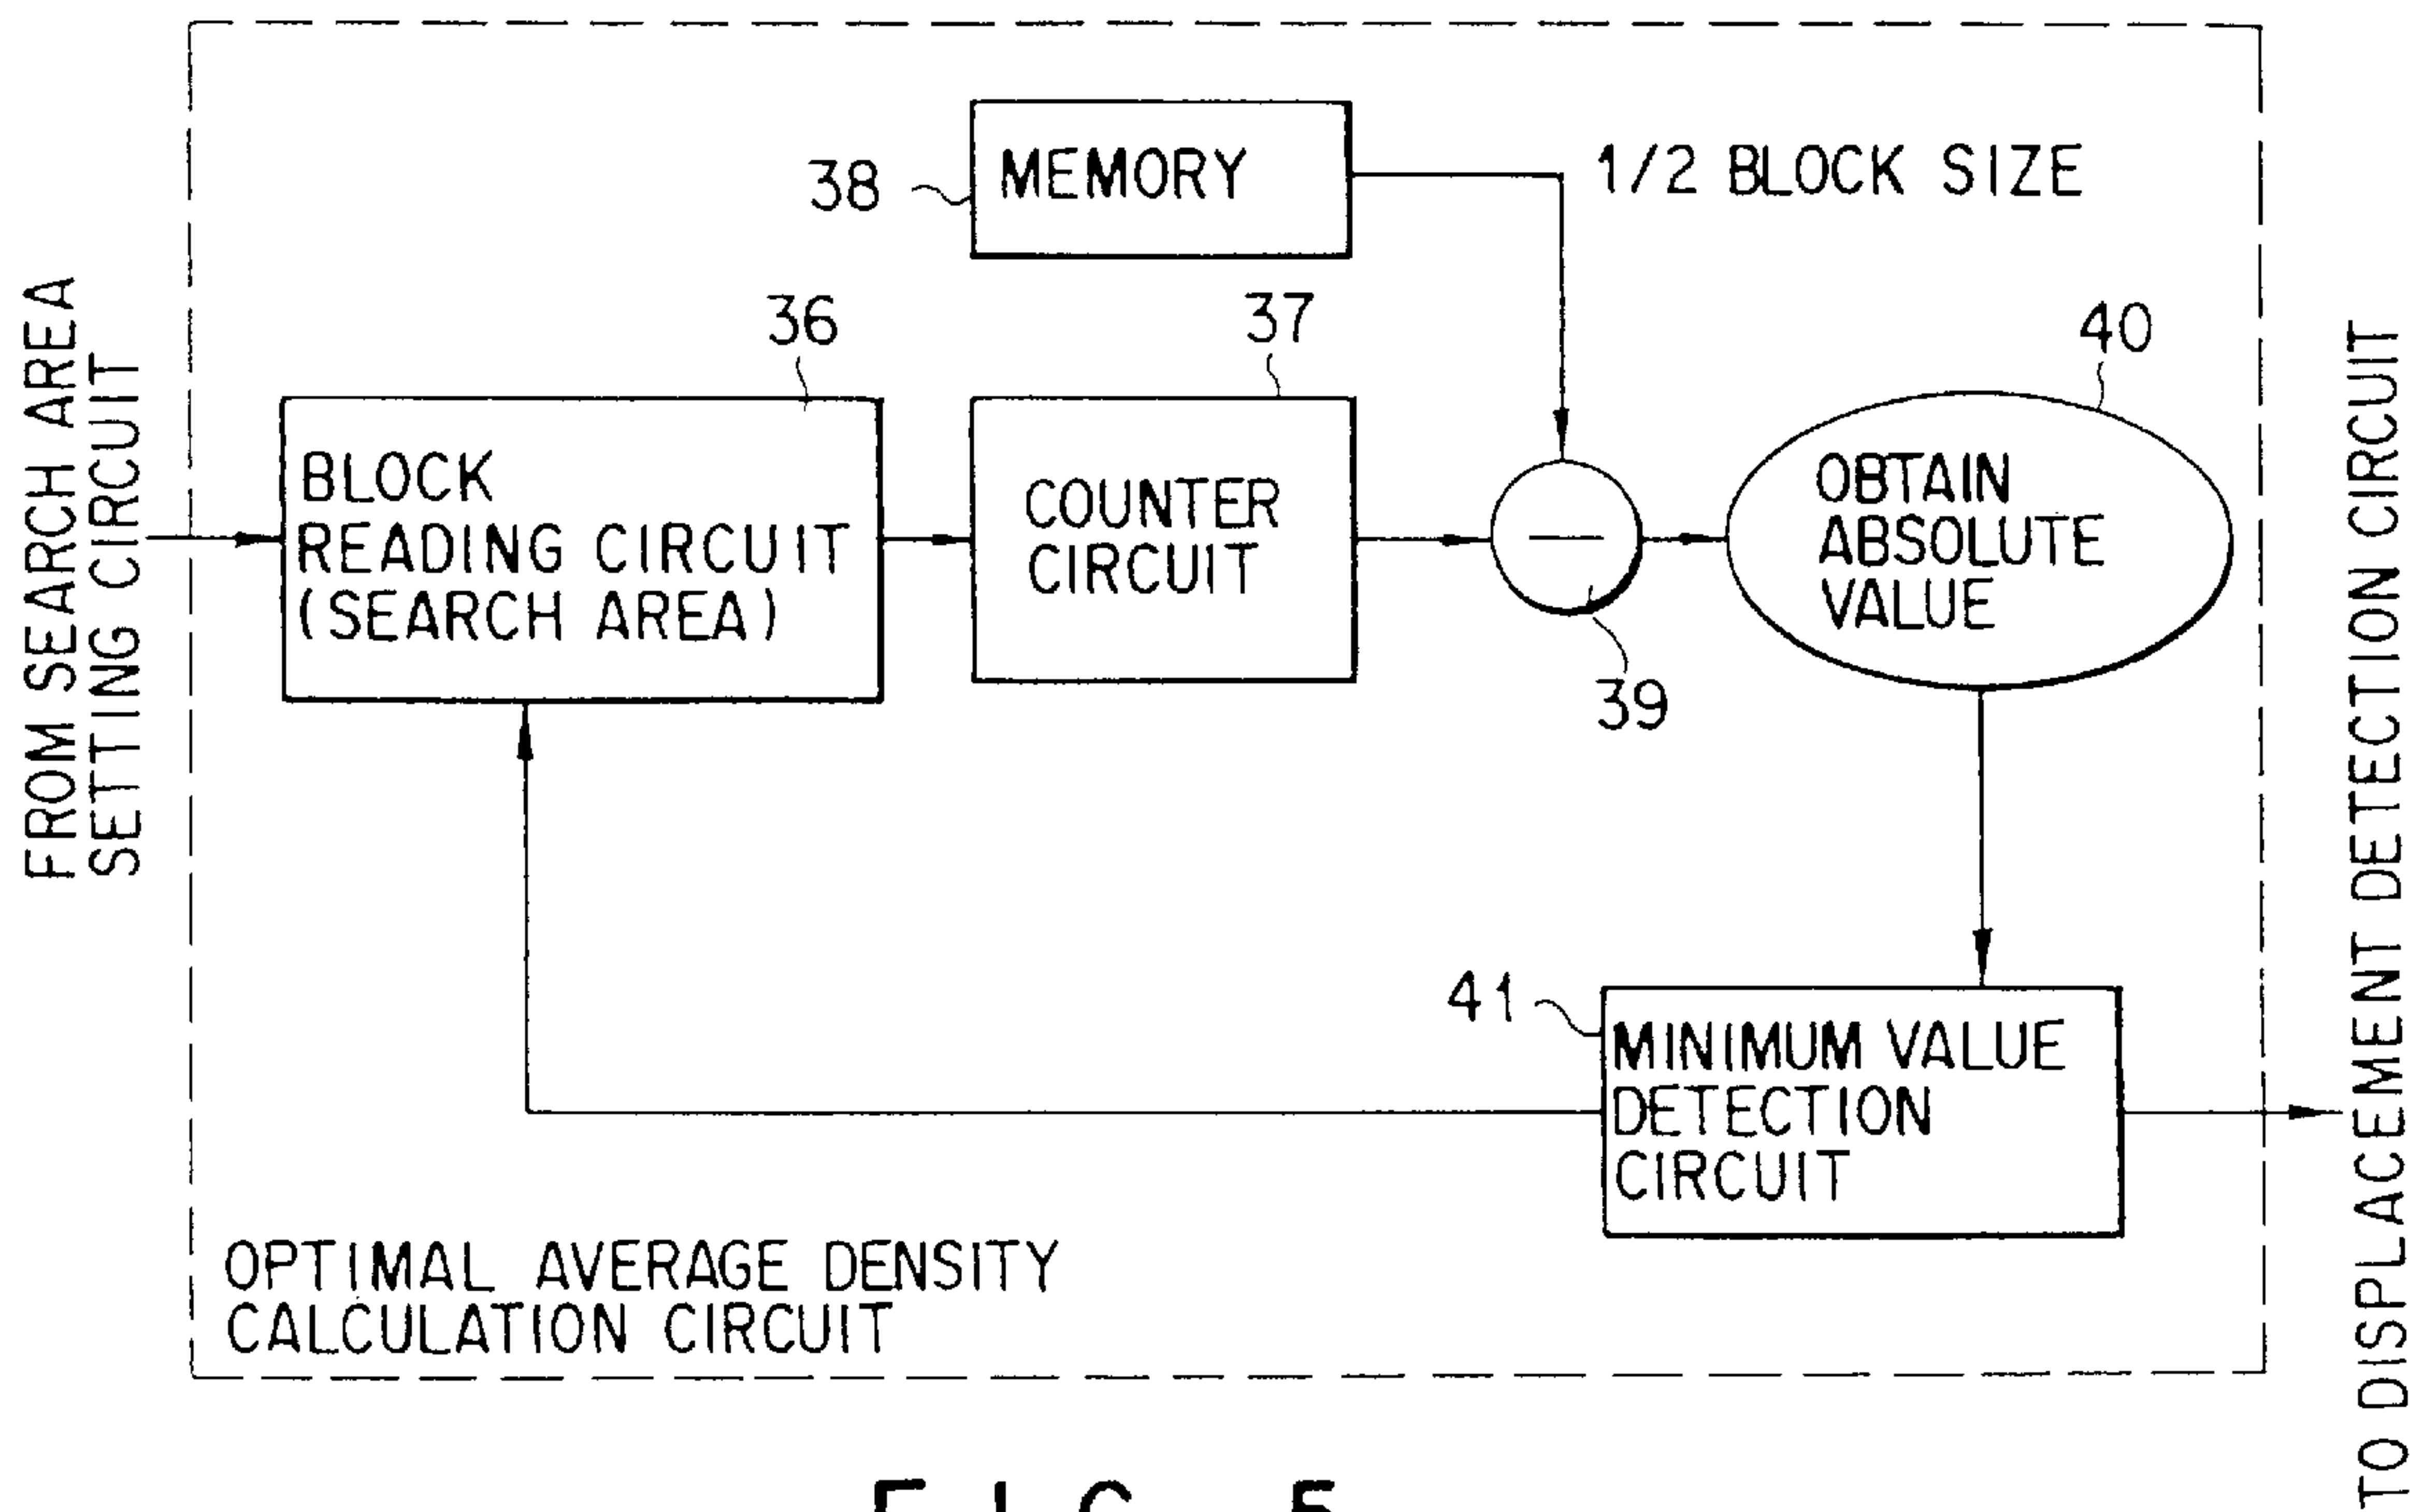 38
MEMORY
1/2 BLOCK SIZE
FROM SEARCH AREA
SETTING CIRCUIT
36
37
40
BLOCK
READING CIRCUIT
(SEARCH AREA)
COUNTER
CIRCUIT
—
OBTAIN
ABSOLUTE
VALUE
39
41
MINIMUM VALUE
DETECTION
CIRCUIT
TO DISPLACEMENT DETECTION CIRCUIT
OPTIMAL AVERAGE DENSITY
CALCULATION CIRCUIT